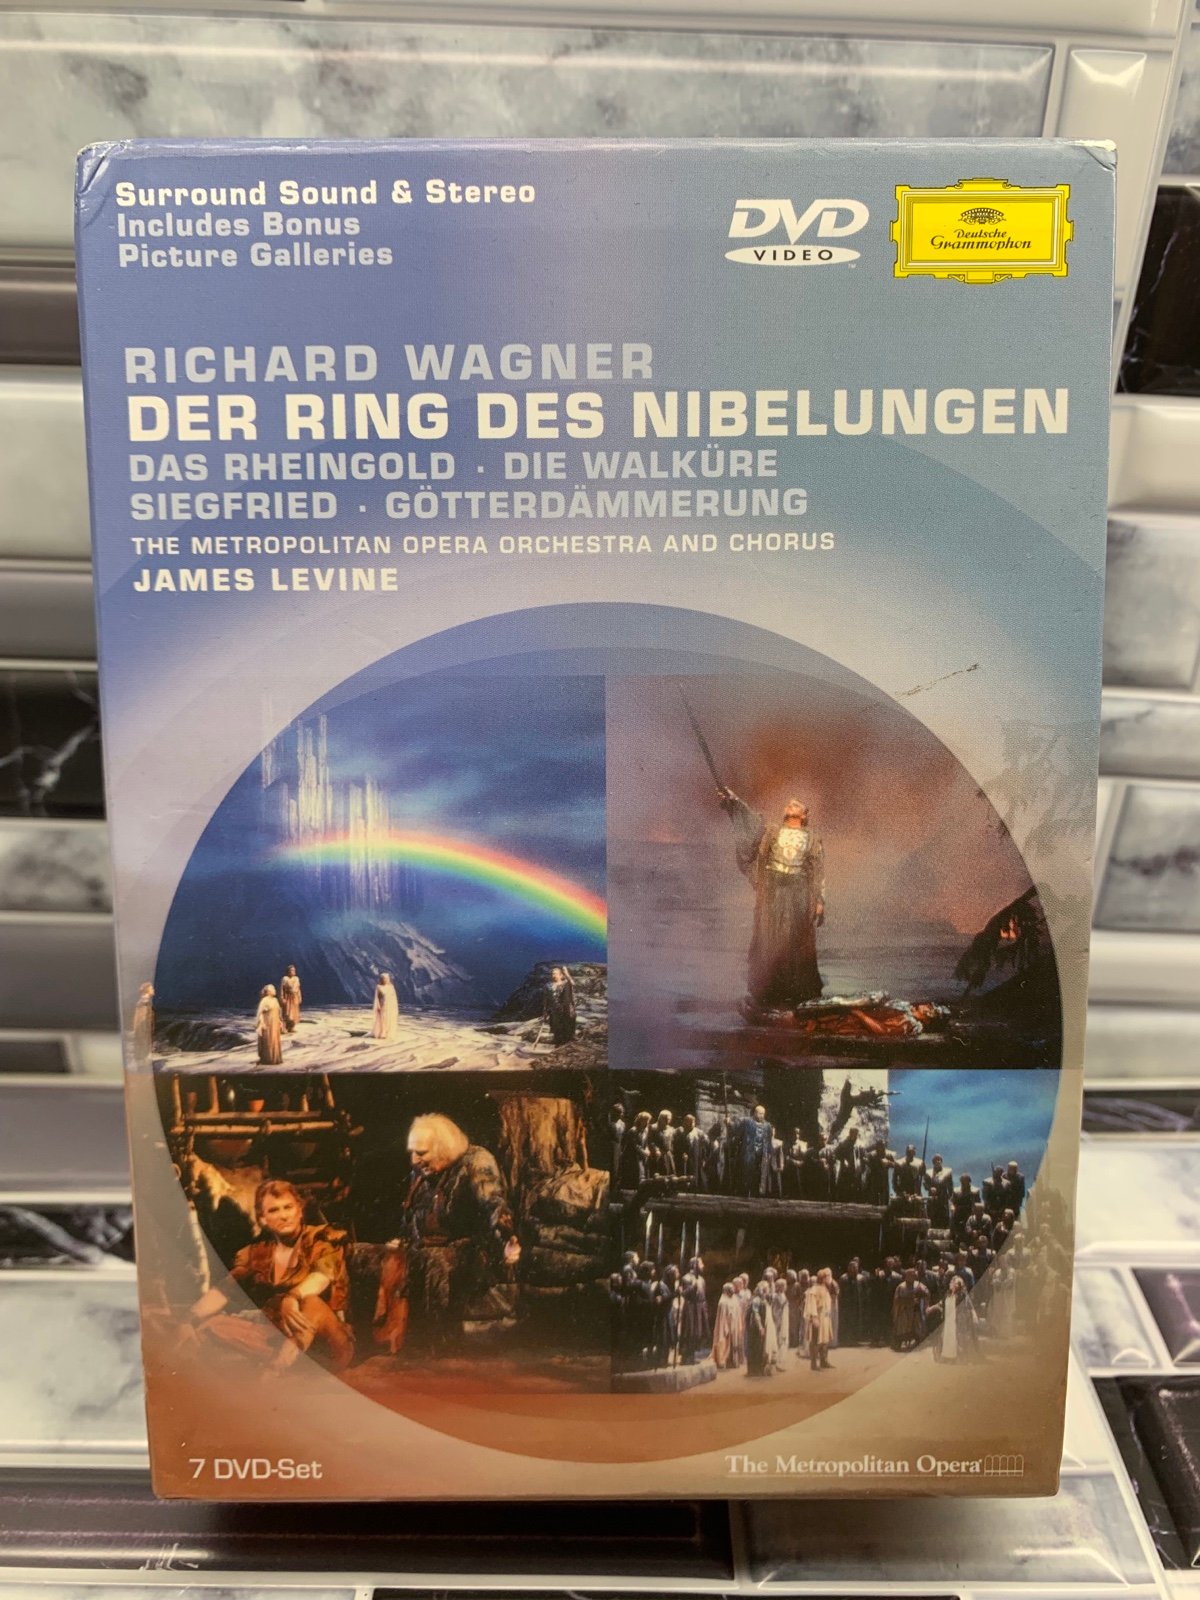 Surround Sound & Stereo
Includes Bonus
Picture Galleries
DVD
VIDEO
TM
Deutsche
Grammophon
RICHARD WAGNER
DER RING DES NIBELUNGEN
DAS RHEINGOLD · DIE WALKÜRE
SIEGFRIED · GÖTTERDÄMMERUNG
THE METROPOLITAN OPERA ORCHESTRA AND CHORUS
JAMES LEVINE
7 DVD-Set
The Metropolitan Opera